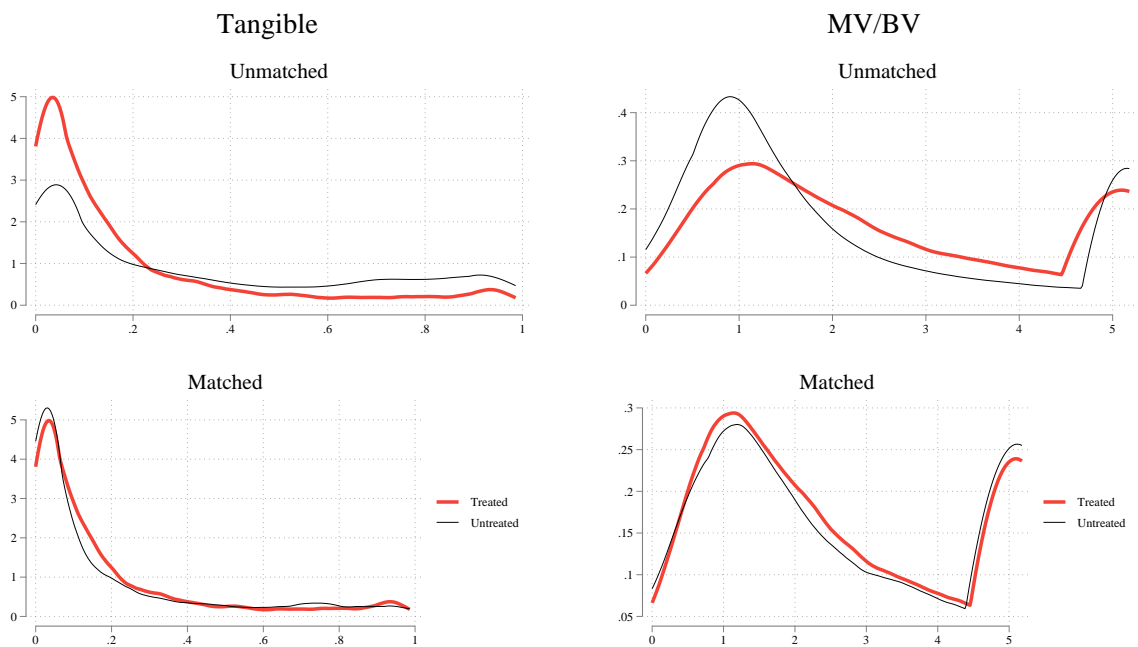 Tangible
Unmatched
5
4
3
2
1
0
0 .2 .4 .6 .8 1
Matched
5
4
3
2
1
0
0 .2 .4 .6 .8 1
Treated
Untreated
MV/BV
Unmatched
.4
.3
.2
.1
0
0 1 2 3 4 5
Matched
.3
.25
.2
.15
.1
.05
0 1 2 3 4 5
Treated
Untreated